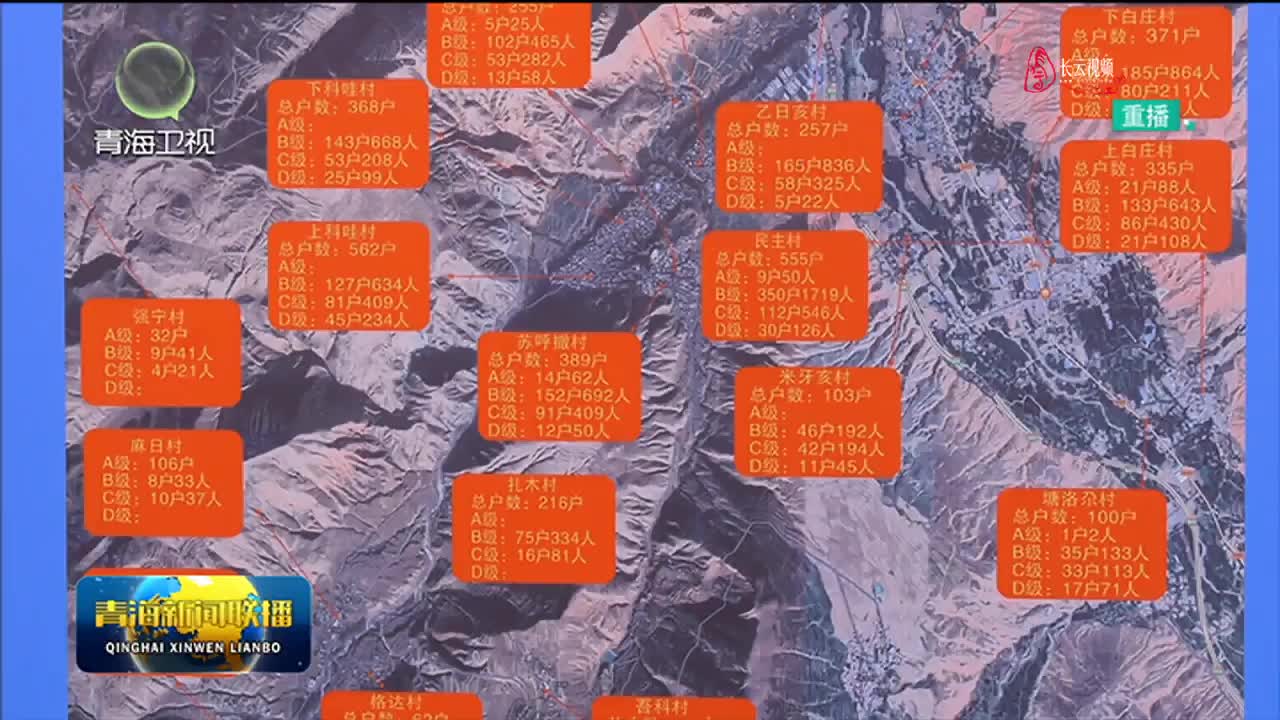 总户数：255户
A级：5户25人
B级：102户465人
C级：53户282人
D级：13户58人
下白庄村
总户数：371户
A级：
185户864人
80户211人
D级：
人
长云视频
重播
青海卫视
下科哇村
总户数：368户
A级：
B级：143户668人
C级：53户208人
D级：25户99人
乙日亥村
总户数：257户
A级：
B级：165户836人
C级：58户325人
D级：5户22人
上白庄村
总户数：335户
A级：21户88人
B级：133户643人
C级：86户430人
D级：21户108人
上科哇村
总户数：562户
A级：
B级：127户634人
C级：81户409人
D级：45户234人
民主村
总户数：555户
A级：9户50人
B级：350户1719人
C级：112户546人
D级：30户126人
强宁村
A级：32户
B级：9户41人
C级：4户21人
D级：
苏呼撒村
总户数：389户
A级：14户62人
B级：152户692人
C级：91户409人
D级：12户50人
米牙亥村
总户数：103户
A级：
B级：46户192人
C级：42户194人
D级：11户45人
麻日村
A级：106户
B级：8户33人
C级：10户37人
D级：
扎木村
总户数：216户
A级：
B级：75户334人
C级：16户81人
D级：
塘洛尕村
总户数：100户
A级：1户2人
B级：35户133人
C级：33户113人
D级：17户71人
青海新闻联播
QINGHAI XINWEN LIANBO
格达村
总户数：62户
吾科村